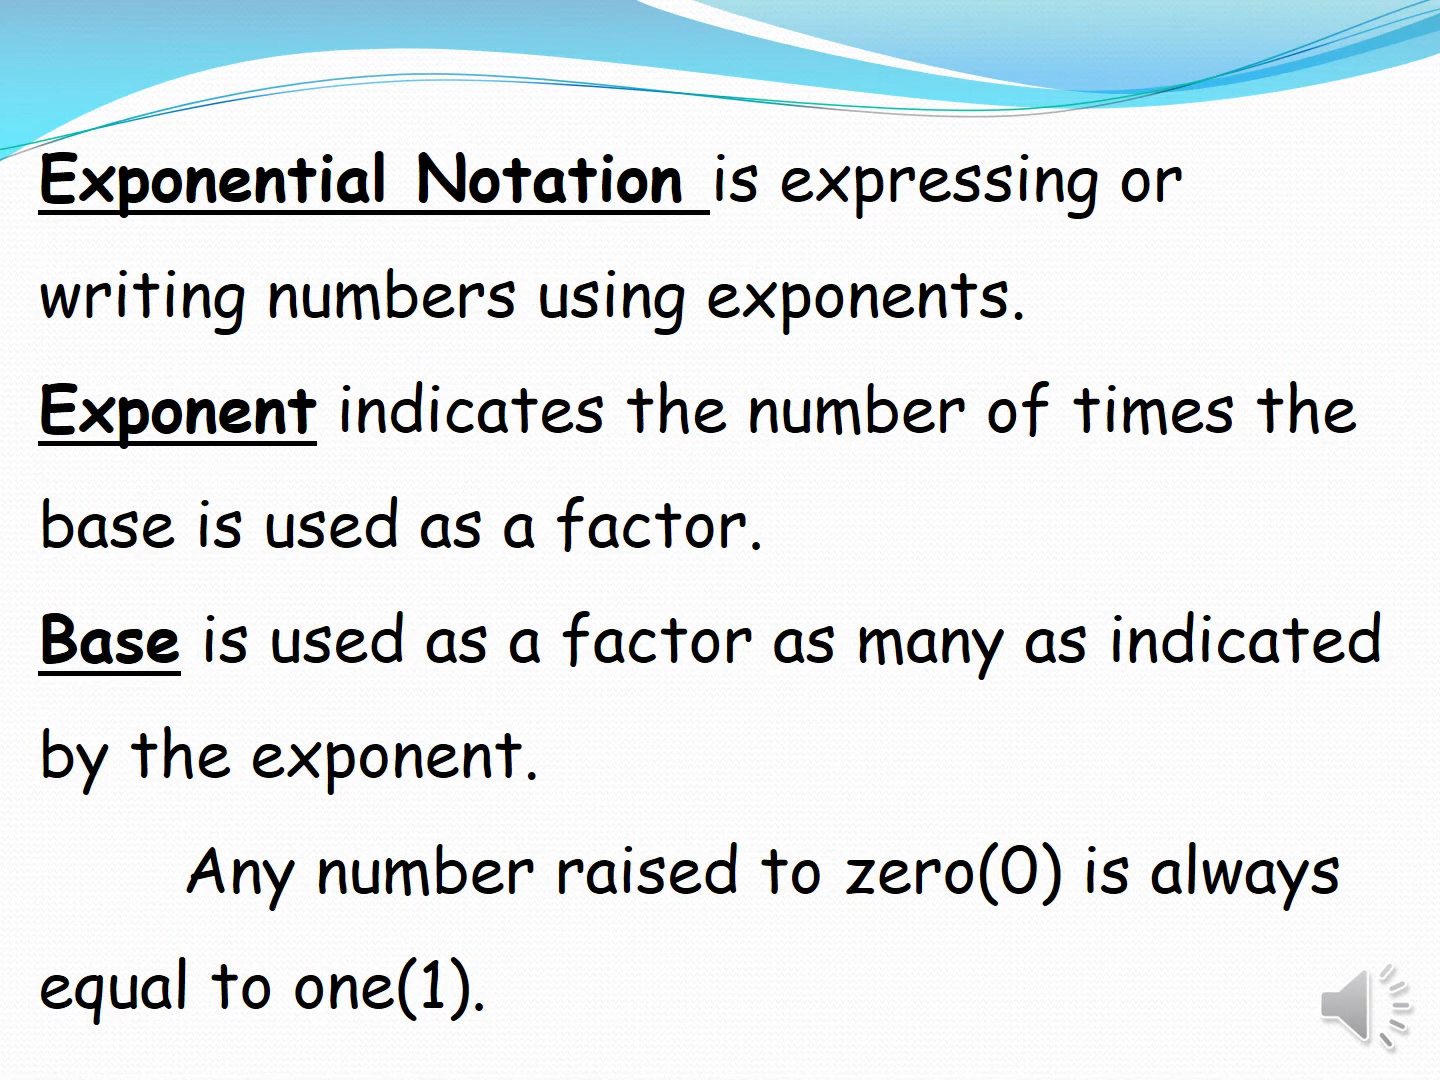 Exponential Notation is expressing or
writing numbers using exponents.
Exponent indicates the number of times the
base is used as a factor.
Base is used as a factor as many as indicated
by the exponent.
Any number raised to zero(0) is always
equal to one(1).